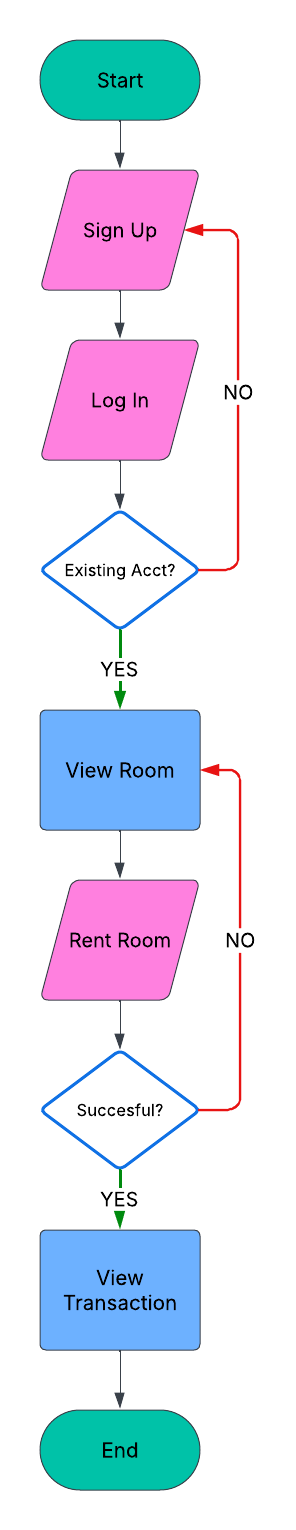 Start
Sign Up
NO
Log In
Existing Acct?
YES
View Room
Rent Room
NO
Succesful?
YES
View
Transaction
End